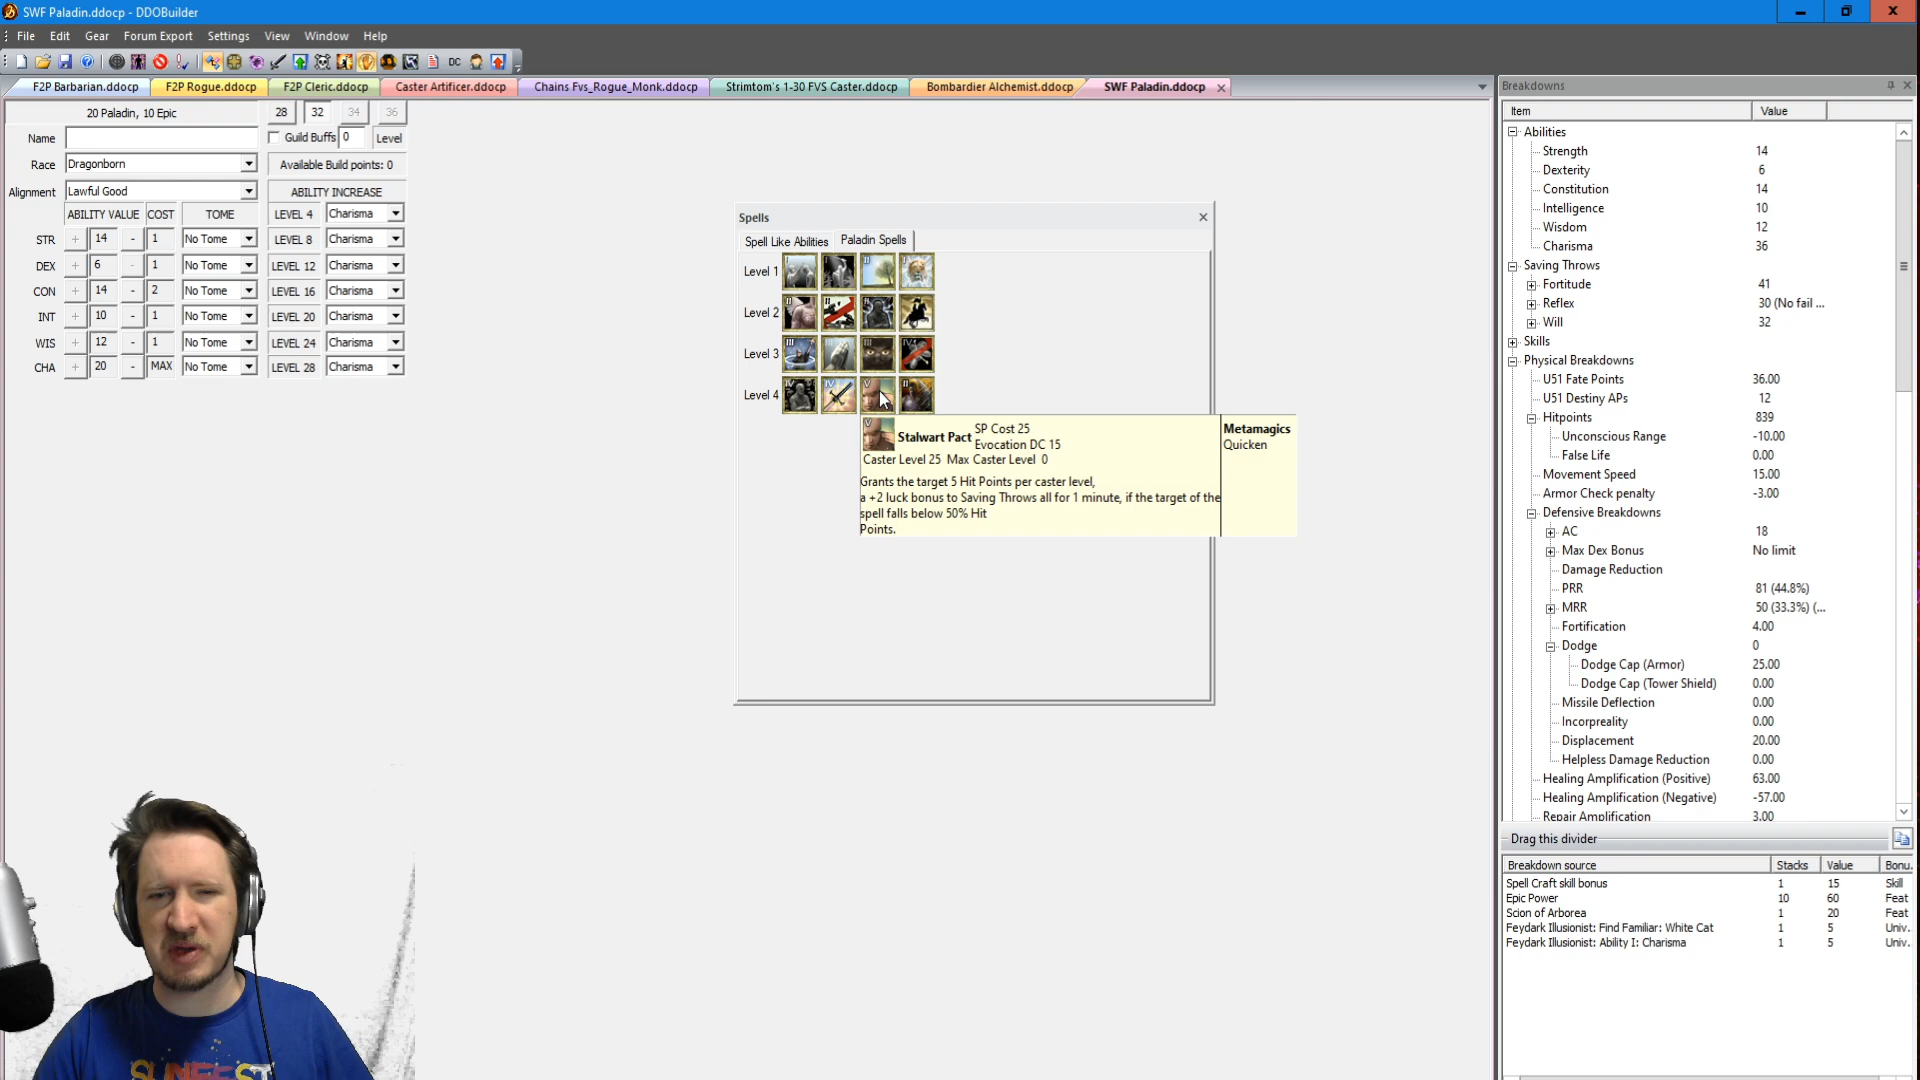 SWF Paladin.ddocp - DDOBuilder
File Edit Gear Forum Export Settings View Window Help
DC
F2P Barbarian.ddocp F2P Rogue.ddocp F2P Cleric.ddocp Caster Artificer.ddocp Chains Fvs_Rogue_Monk.ddocp Strimtom's 1-30 FVS Caster.ddocp Bombardier Alchemist.ddocp SWF Paladin.ddocp
20 Paladin, 10 Epic 28 32 34 36
Name Guild Buffs 0 Level
Race Dragonborn Available Build points: 0
Alignment Lawful Good ABILITY INCREASE
ABILITY VALUE COST TOME LEVEL 4 Charisma
STR + 14 - 1 No Tome LEVEL 8 Charisma
DEX + 6 - 1 No Tome LEVEL 12 Charisma
CON + 14 - 2 No Tome LEVEL 16 Charisma
INT + 10 - 1 No Tome LEVEL 20 Charisma
WIS + 12 - 1 No Tome LEVEL 24 Charisma
CHA + 20 - MAX No Tome LEVEL 28 Charisma
Spells
Spell Like Abilities Paladin Spells
Level 1
Level 2
Level 3
Level 4
Stalwart Pact SP Cost 25
Evocation DC 15
Caster Level 25 Max Caster Level 0
Grants the target 5 Hit Points per caster level,
a +2 luck bonus to Saving Throws all for 1 minute, if the target of the
spell falls below 50% Hit
Points.
Metamagics
Quicken
Breakdowns
Item Value
Abilities
Strength 14
Dexterity 6
Constitution 14
Intelligence 10
Wisdom 12
Charisma 36
Saving Throws
Fortitude 41
Reflex 30 (No fail ...
Will 32
Skills
Physical Breakdowns
U51 Fate Points 36.00
U51 Destiny APs 12
Hitpoints 839
Unconscious Range -10.00
False Life 0.00
Movement Speed 15.00
Armor Check penalty -3.00
Defensive Breakdowns
AC 18
Max Dex Bonus No limit
Damage Reduction
PRR 81 (44.8%)
MRR 50 (33.3%) (...
Fortification 4.00
Dodge 0
Dodge Cap (Armor) 25.00
Dodge Cap (Tower Shield) 0.00
Missile Deflection 0.00
Incorpreality 0.00
Displacement 20.00
Helpless Damage Reduction 0.00
Healing Amplification (Positive) 63.00
Healing Amplification (Negative) -57.00
Repair Amplification 3.00
Drag this divider
Breakdown source Stacks Value Bonu.
Spell Craft skill bonus 1 15 Skill
Epic Power 10 60 Feat
Scion of Arborea 1 20 Feat
Feydark Illusionist: Find Familiar: White Cat 1 5 Univ.
Feydark Illusionist: Ability I: Charisma 1 5 Univ.